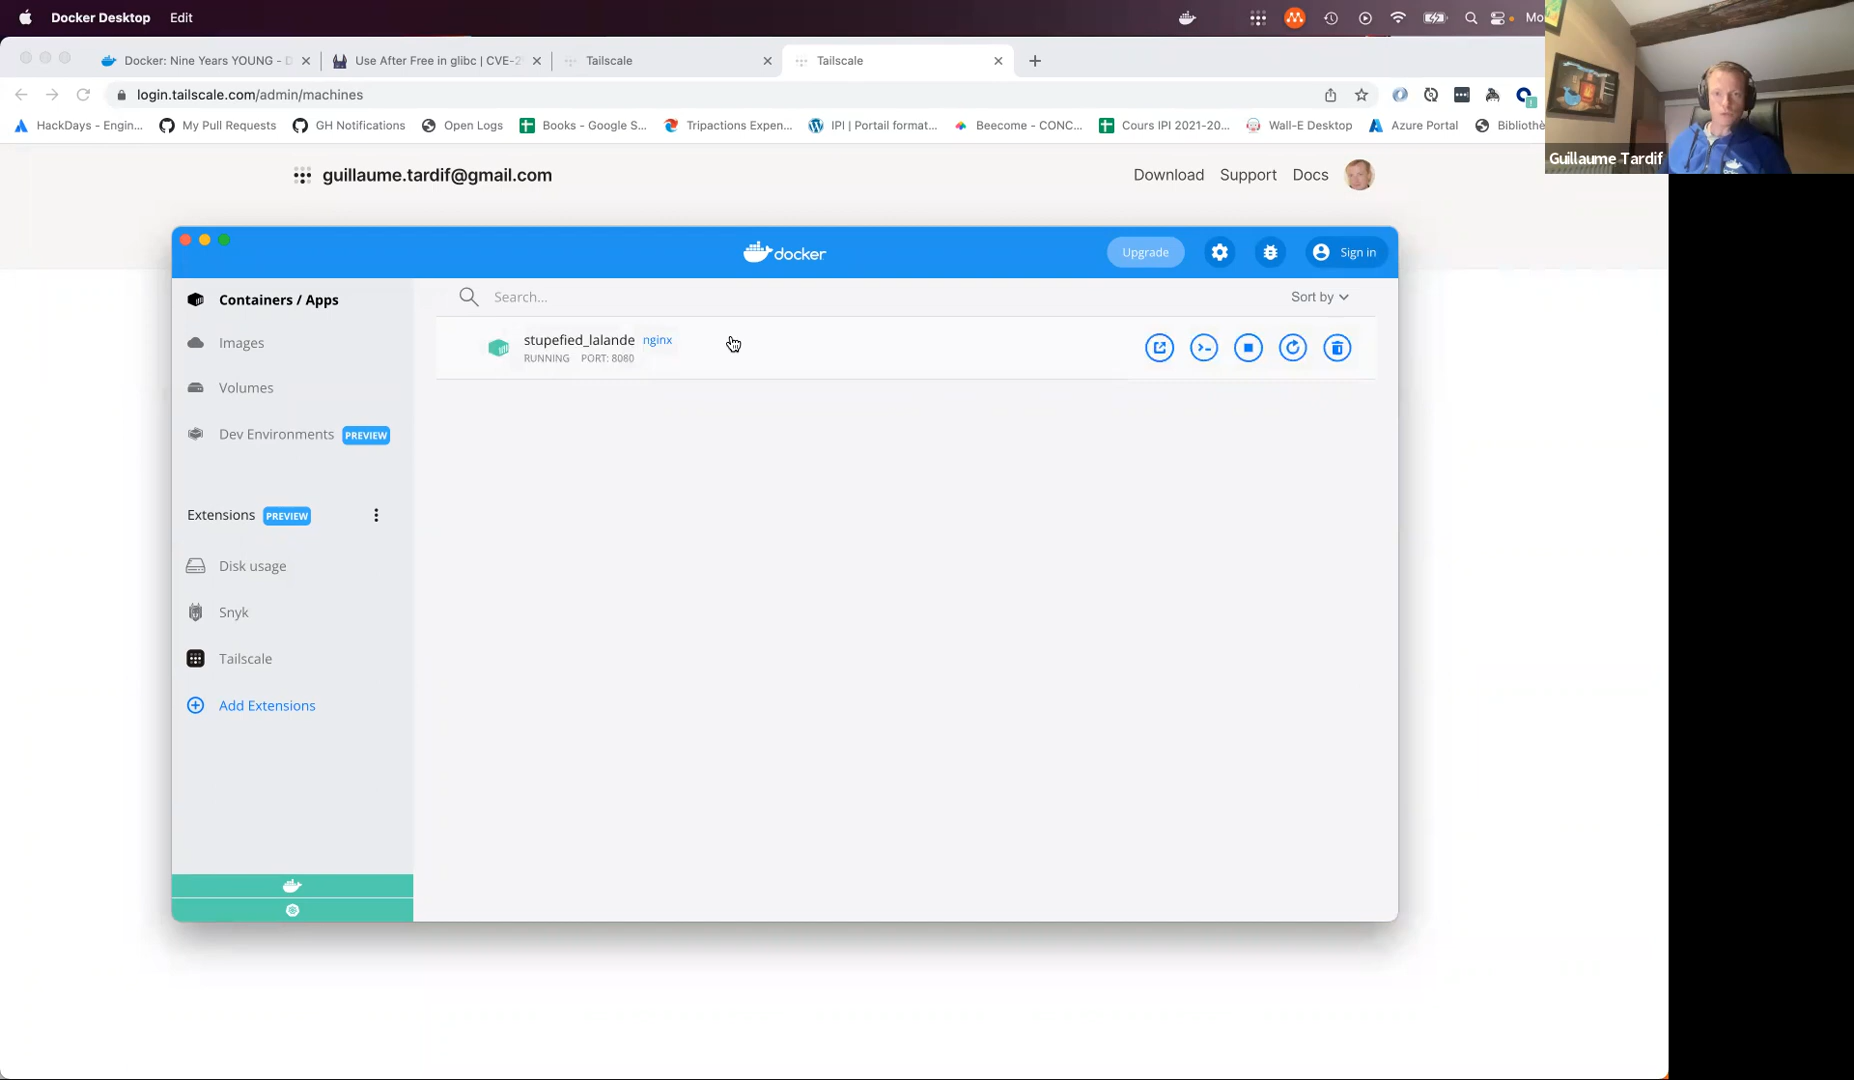 Docker Desktop Edit
Mo
Docker: Nine Years YOUNG - D
Use After Free in glibc | CVE-2
Tailscale
Tailscale
login.tailscale.com/admin/machines
HackDays - Engin...
My Pull Requests
GH Notifications
Open Logs
Books - Google S...
Tripactions Expen...
IPI | Portail format...
Beecome - CONC...
Cours IPI 2021-20...
Wall-E Desktop
Azure Portal
Bibliothè
Guillaume Tardif
guillaume.tardif@gmail.com
Download Support Docs
docker
Upgrade
Sign in
Containers / Apps
Images
Volumes
Dev Environments PREVIEW
Extensions PREVIEW
Disk usage
Snyk
Tailscale
Add Extensions
Search...
Sort by
stupefied_lalande nginx
RUNNING PORT: 8080